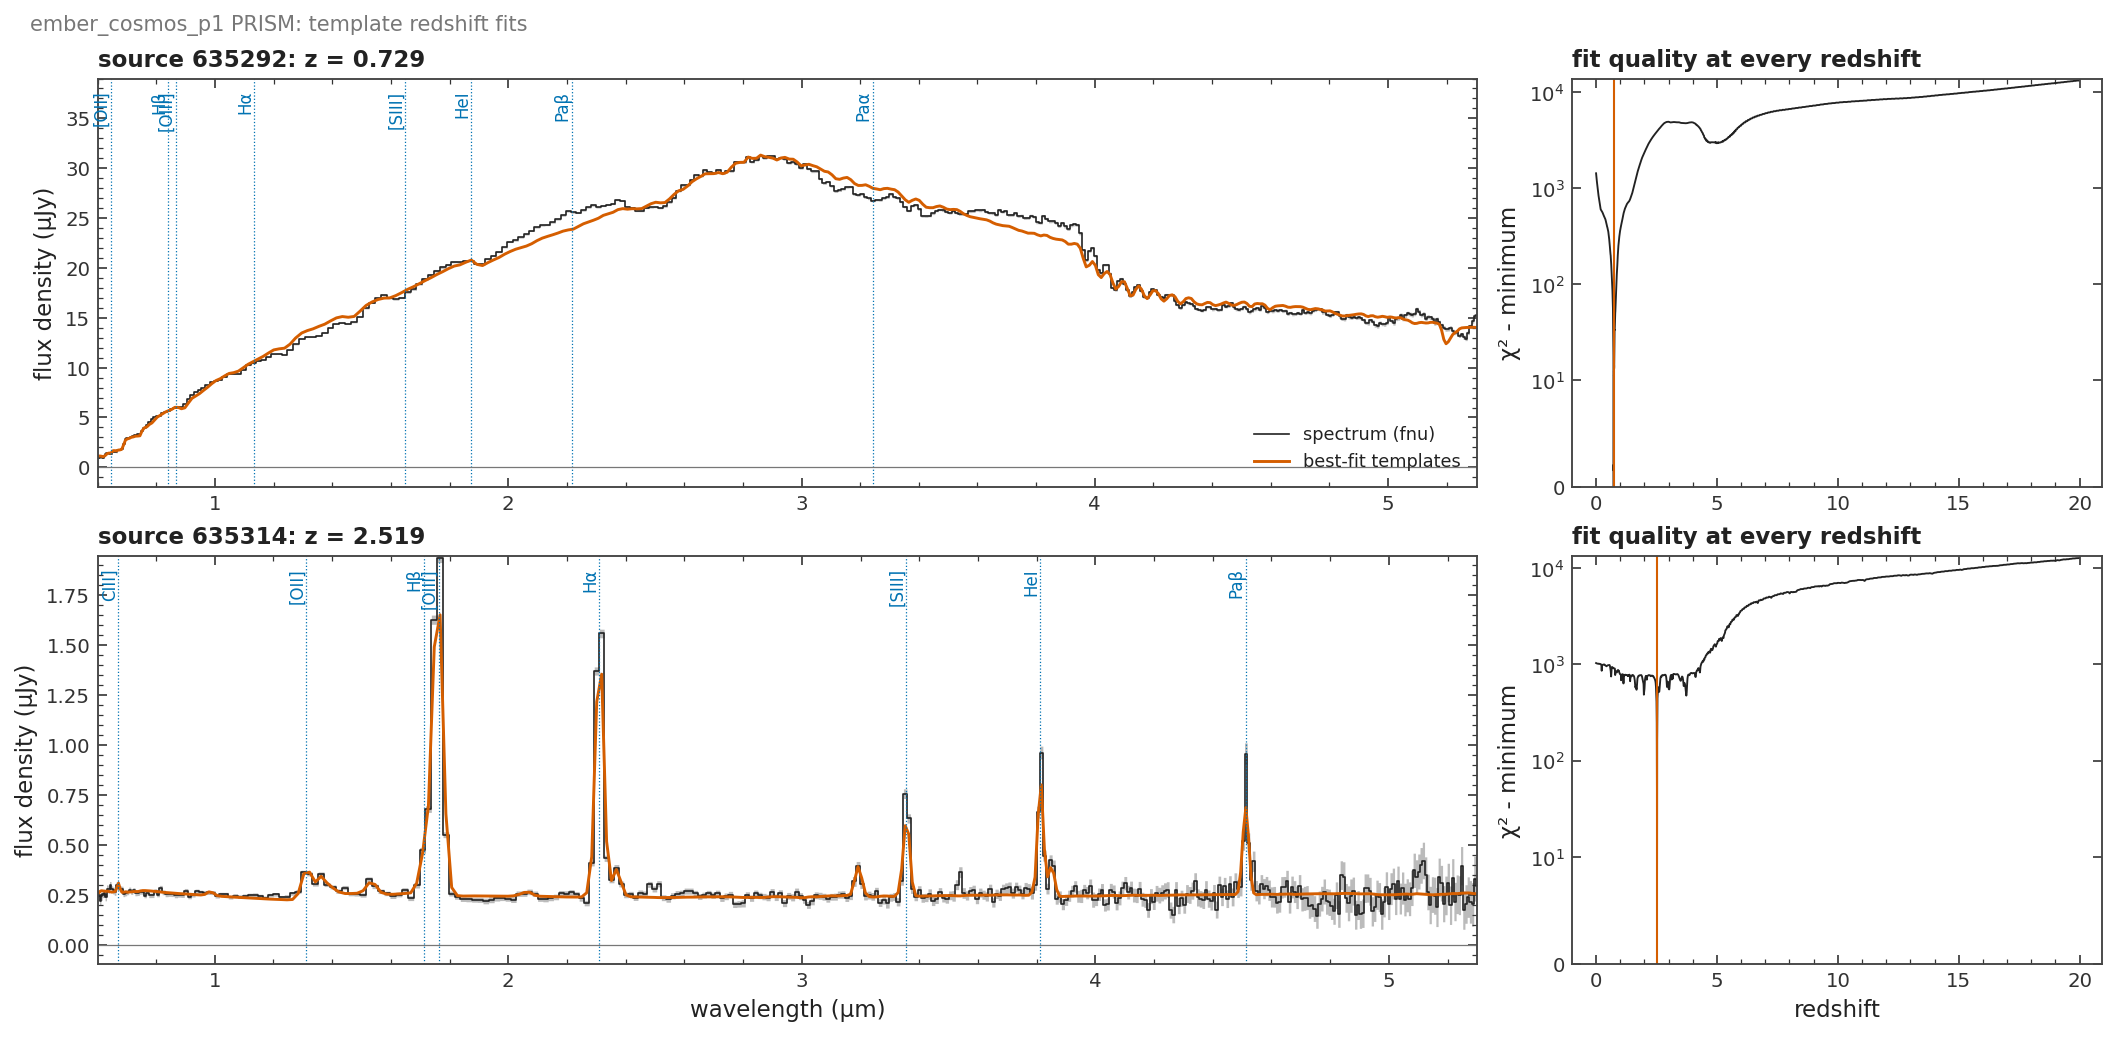 ember_cosmos_p1 PRISM: template redshift fits
source 635292: z = 0.729
fit quality at every redshift
[OII]
Hβ
[OIII]
Hα
[SIII]
HeI
Paβ
Paα
flux density (μJy)
35
30
25
20
15
10
5
0
spectrum (fnu)
best-fit templates
1
2
3
4
5
χ² - minimum
10⁴
10³
10²
10¹
0
0
5
10
15
20
source 635314: z = 2.519
fit quality at every redshift
CIII]
[OII]
Hβ
[OIII]
Hα
[SIII]
HeI
Paβ
flux density (μJy)
1.75
1.50
1.25
1.00
0.75
0.50
0.25
0.00
1
2
3
4
5
wavelength (μm)
χ² - minimum
10⁴
10³
10²
10¹
0
0
5
10
15
20
redshift